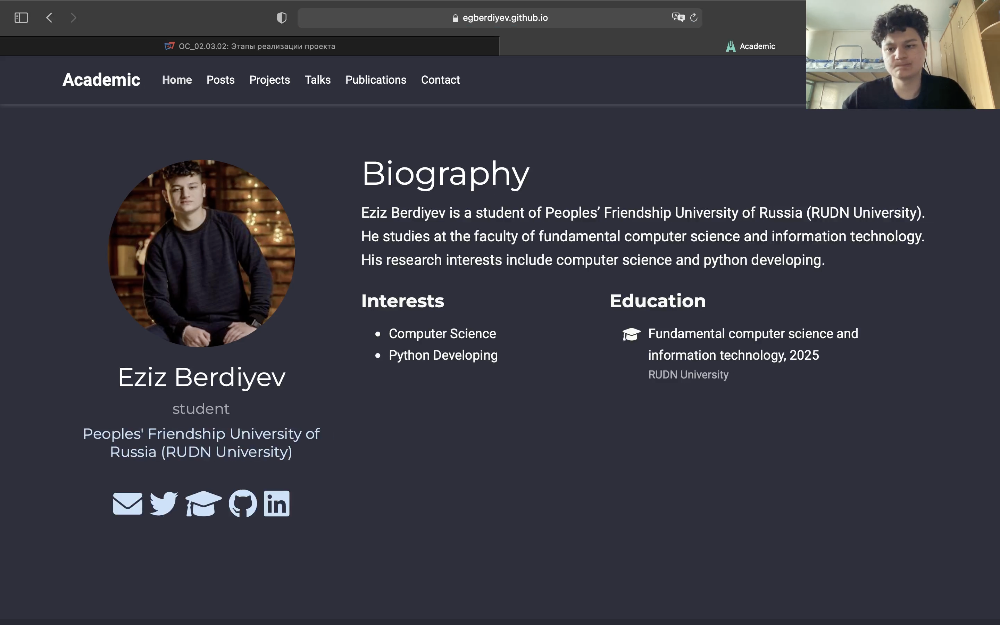 egberdiyev.github.io
ОС_02.03.02: Этапы реализации проекта
Academic
Academic Home Posts Projects Talks Publications Contact
Biography
Eziz Berdiyev is a student of Peoples’ Friendship University of Russia (RUDN University).
He studies at the faculty of fundamental computer science and information technology.
His research interests include computer science and python developing.
Interests
Computer Science
Python Developing
Education
Fundamental computer science and
information technology, 2025
RUDN University
Eziz Berdiyev
student
Peoples' Friendship University of
Russia (RUDN University)